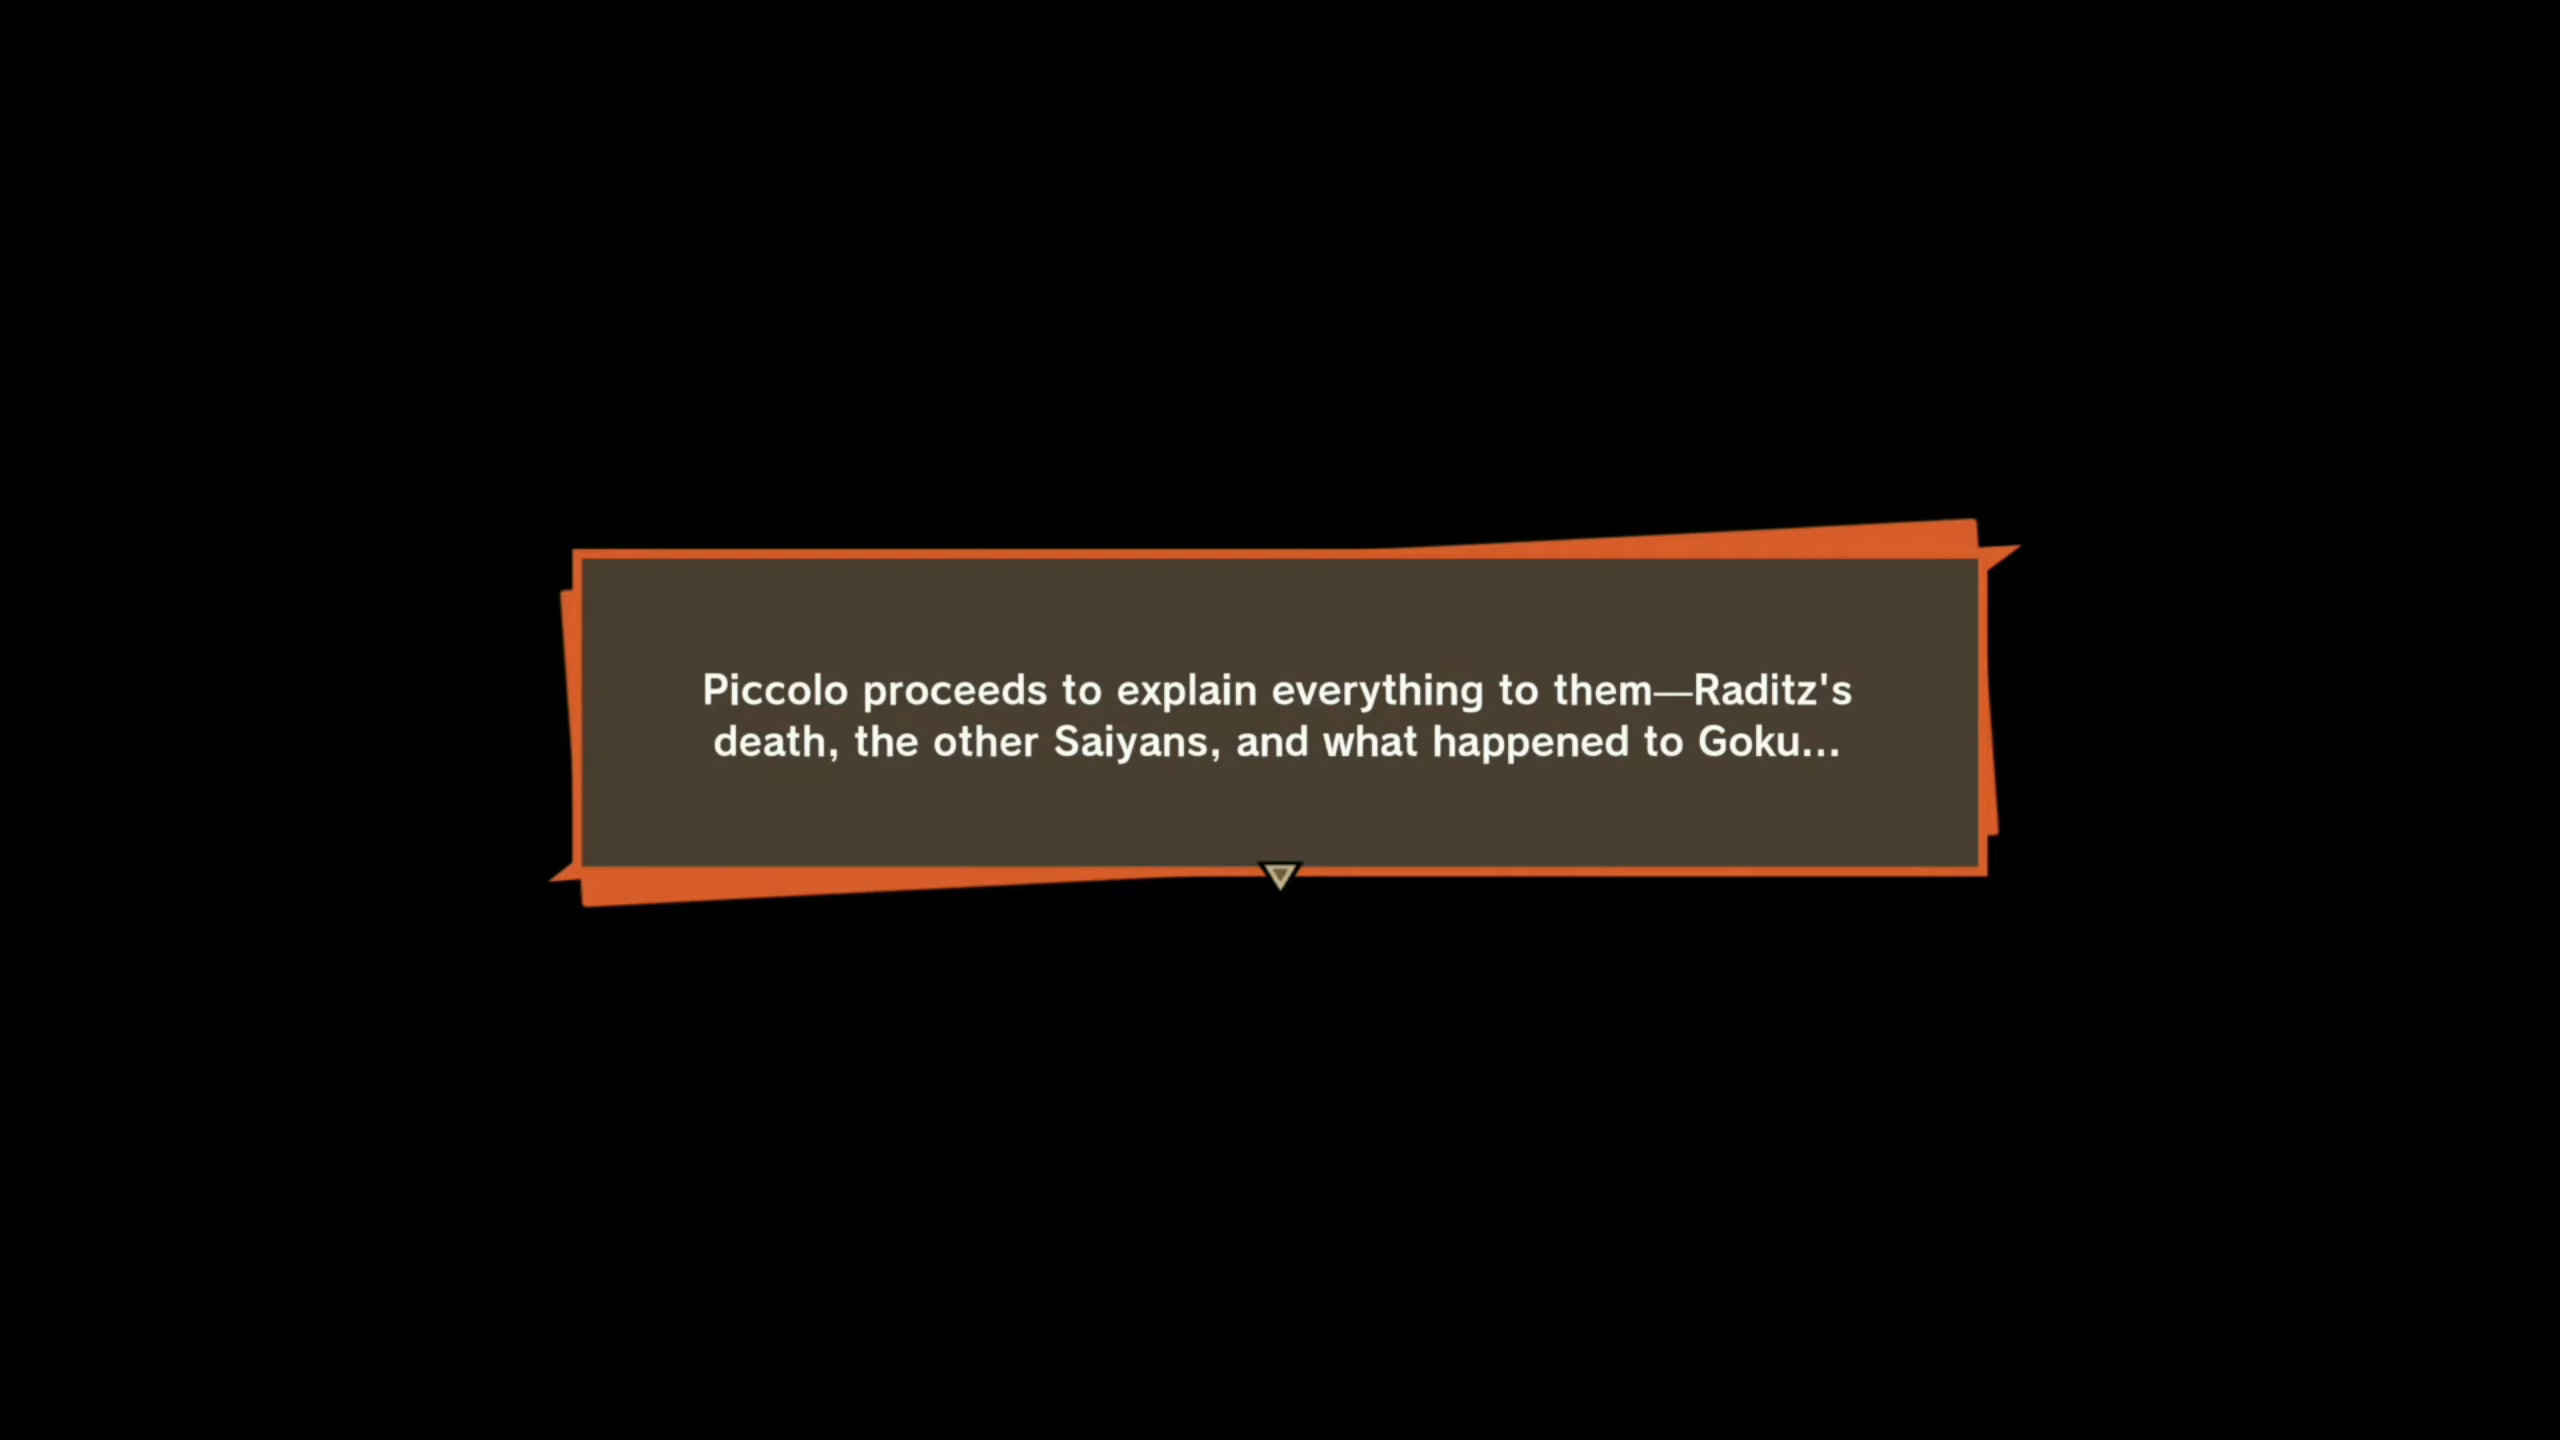 Piccolo proceeds to explain everything to them—Raditz's
death, the other Saiyans, and what happened to Goku...